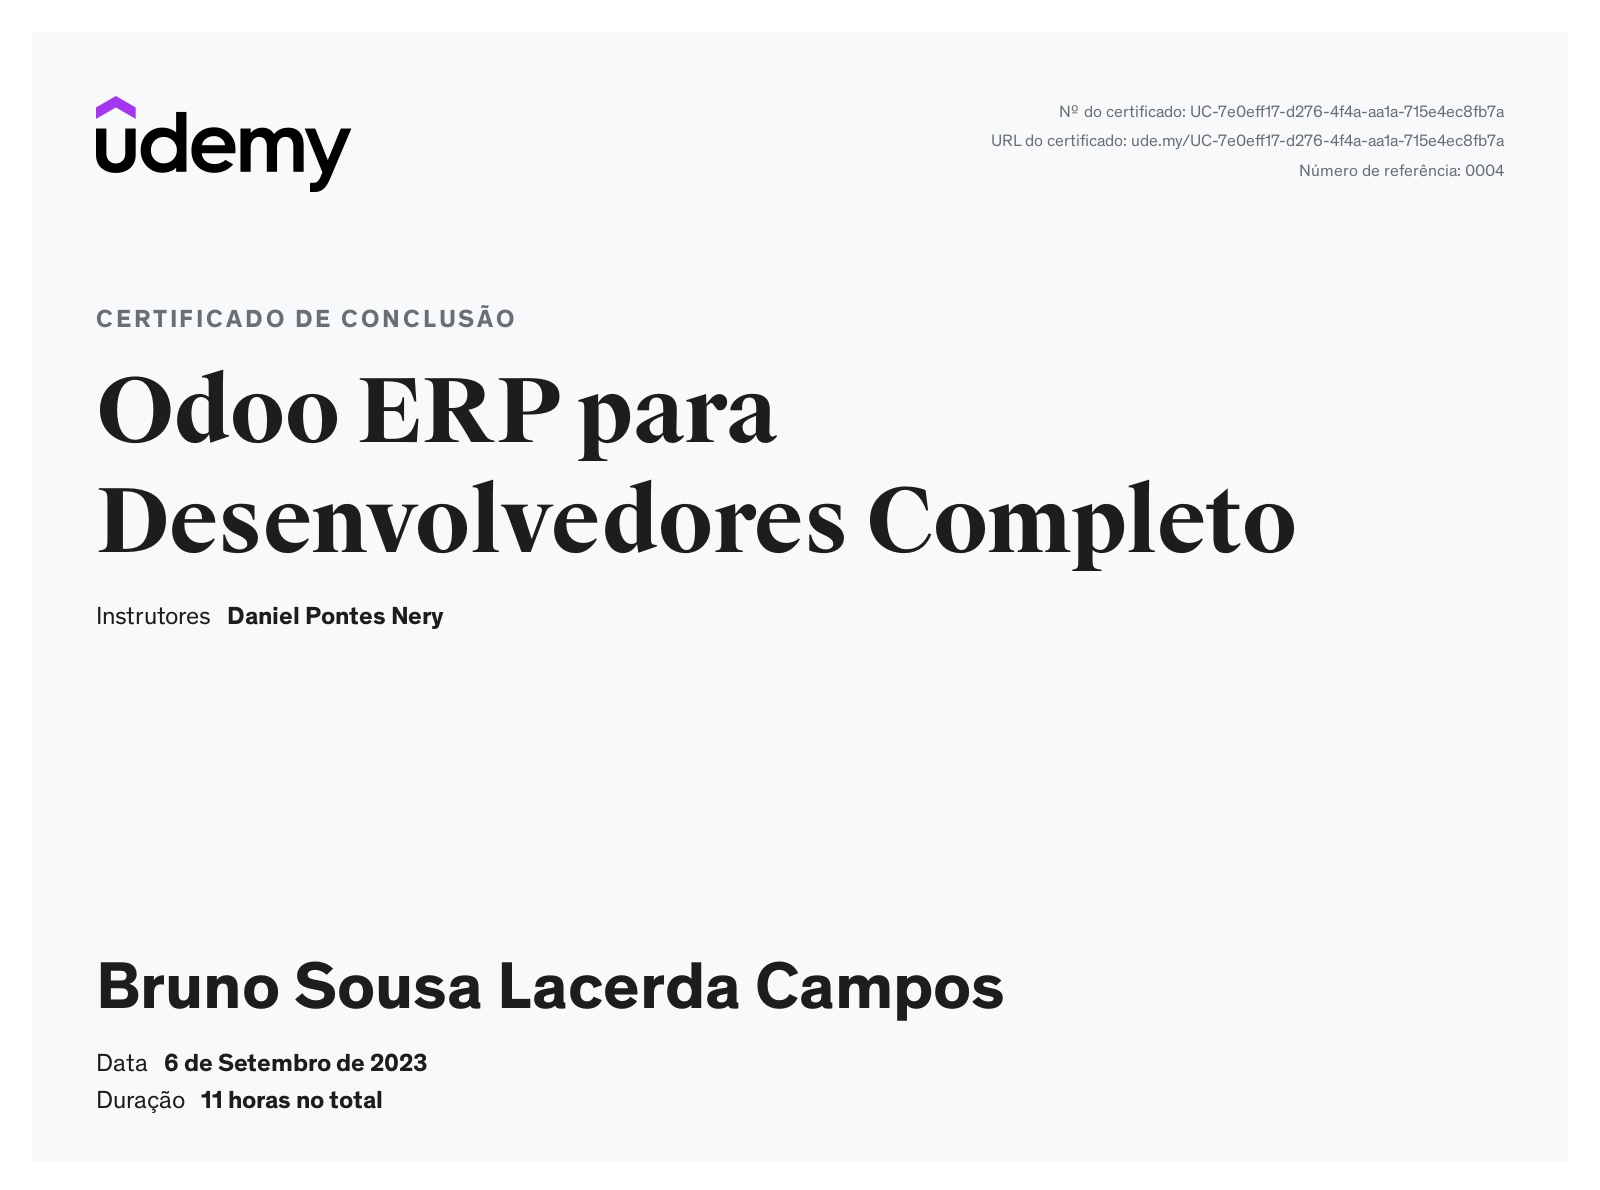 udemy
Nº do certificado: UC-7e0eff17-d276-4f4a-aa1a-715e4ec8fb7a
URL do certificado: ude.my/UC-7e0eff17-d276-4f4a-aa1a-715e4ec8fb7a
Número de referência: 0004
CERTIFICADO DE CONCLUSÃO
Odoo ERP para
Desenvolvedores Completo
Instrutores Daniel Pontes Nery
Bruno Sousa Lacerda Campos
Data 6 de Setembro de 2023
Duração 11 horas no total